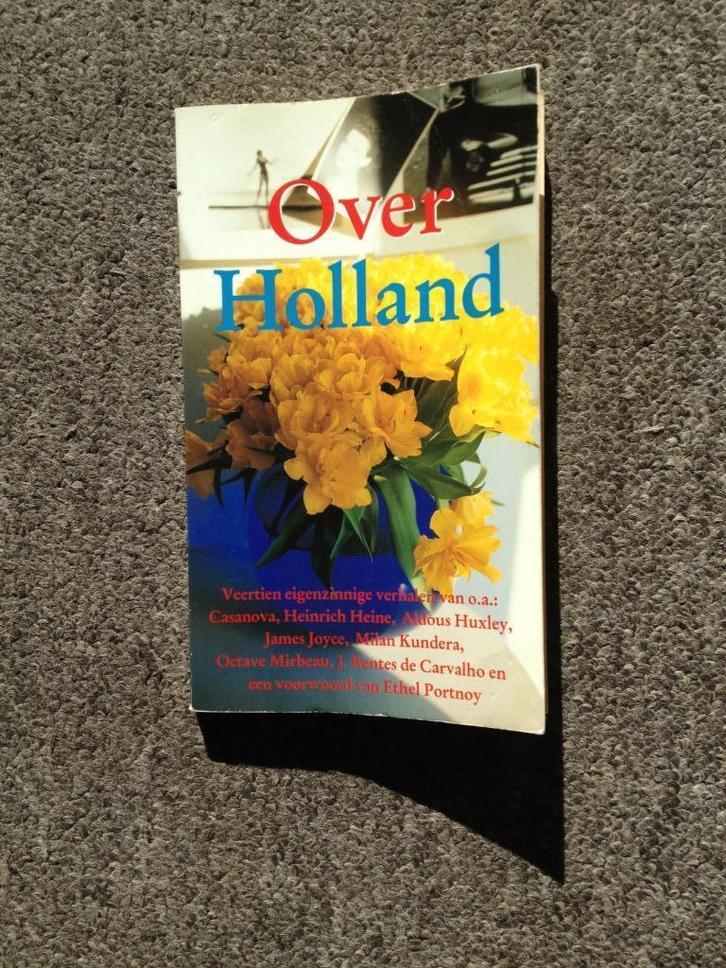 Over
Holland
Veertien eigenzinnige verhalen van o.a.:
Casanova, Heinrich Heine, Aldous Huxley,
James Joyce, Milan Kundera,
Octave Mirbeau, J. Rentes de Carvalho en
een voorwoord van Ethel Portnoy